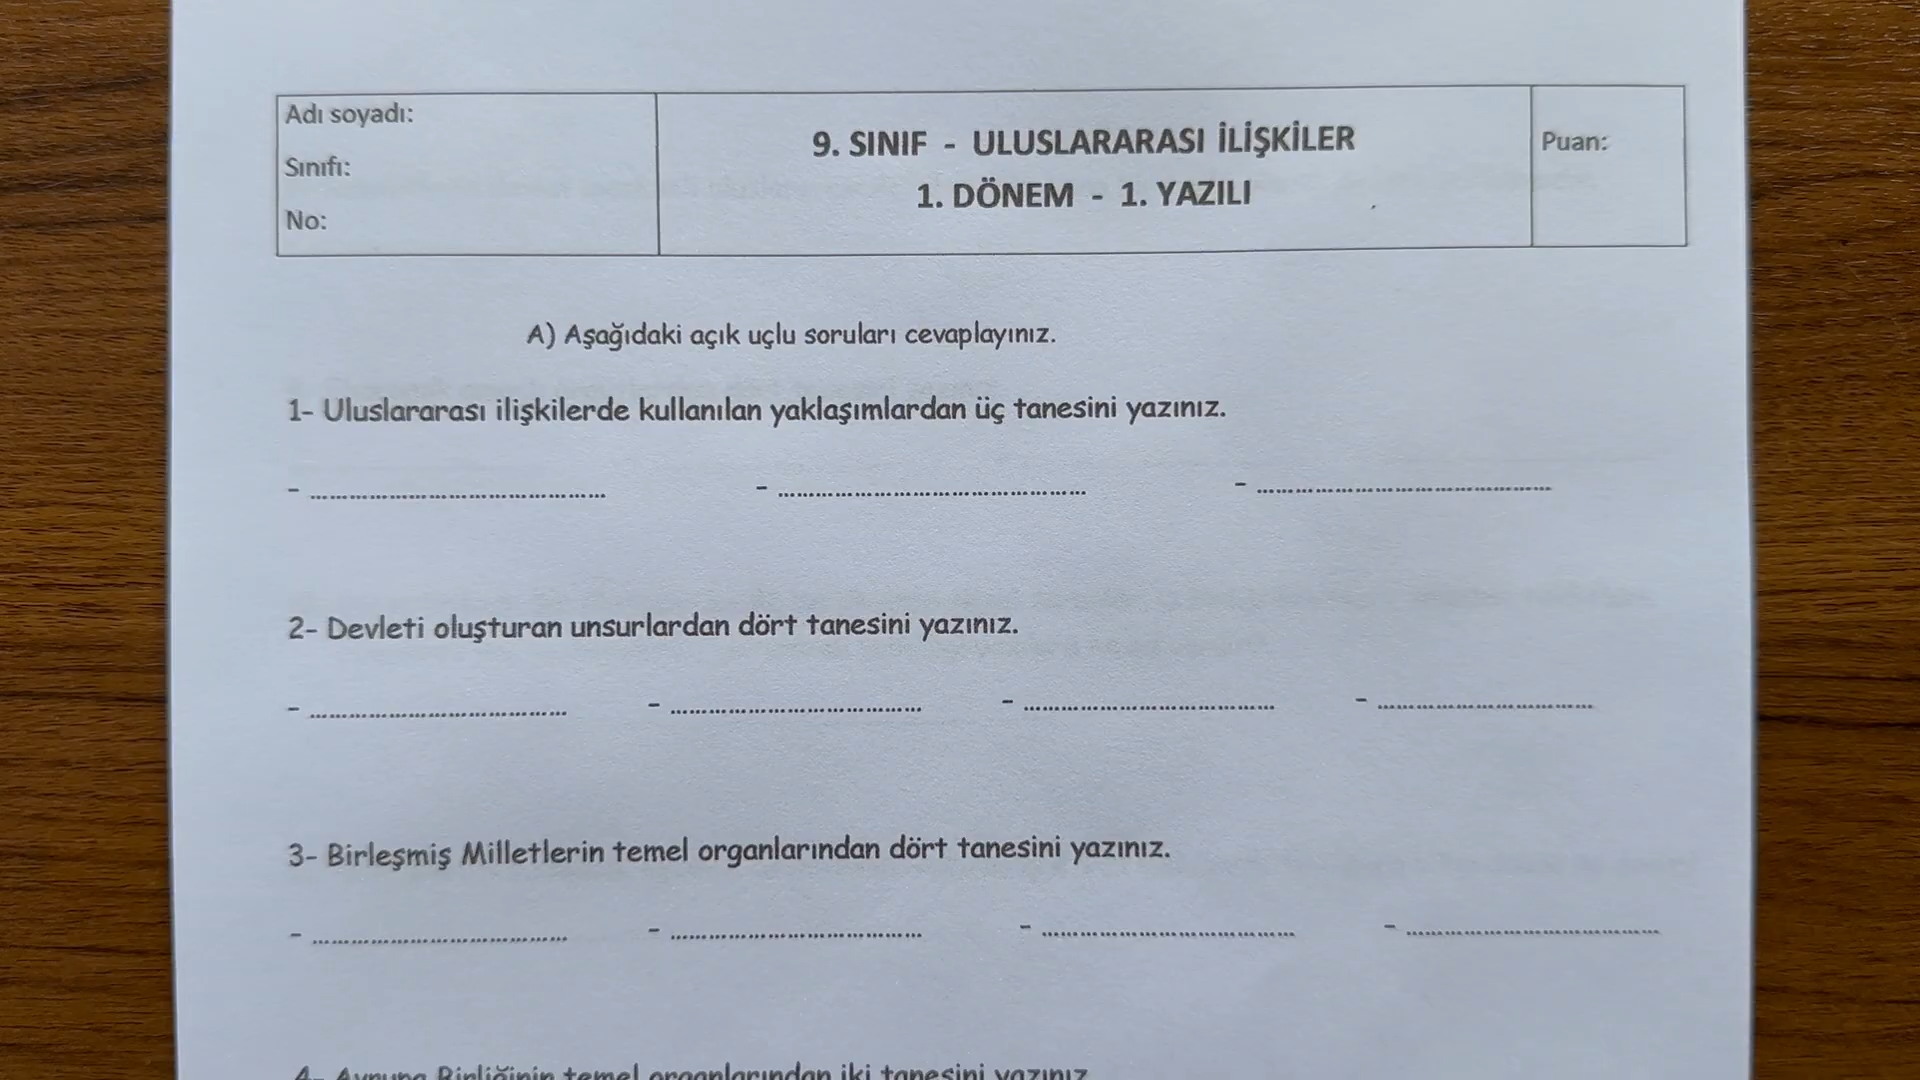 Adı soyadı:
Sınıfı:
No:
9. SINIF - ULUSLARARASI İLİŞKİLER
1. DÖNEM - 1. YAZILI
Puan:
A) Aşağıdaki açık uçlu soruları cevaplayınız.
1- Uluslararası ilişkilerde kullanılan yaklaşımlardan üç tanesini yazınız.
- ........................................ - ........................................ - ........................................
2- Devleti oluşturan unsurlardan dört tanesini yazınız.
- .................................... - .................................... - .................................... - ....................................
3- Birleşmiş Milletlerin temel organlarından dört tanesini yazınız.
- .................................... - .................................... - .................................... - ....................................
4- Avrupa Birliğinin temel organlarından iki tanesini yazınız